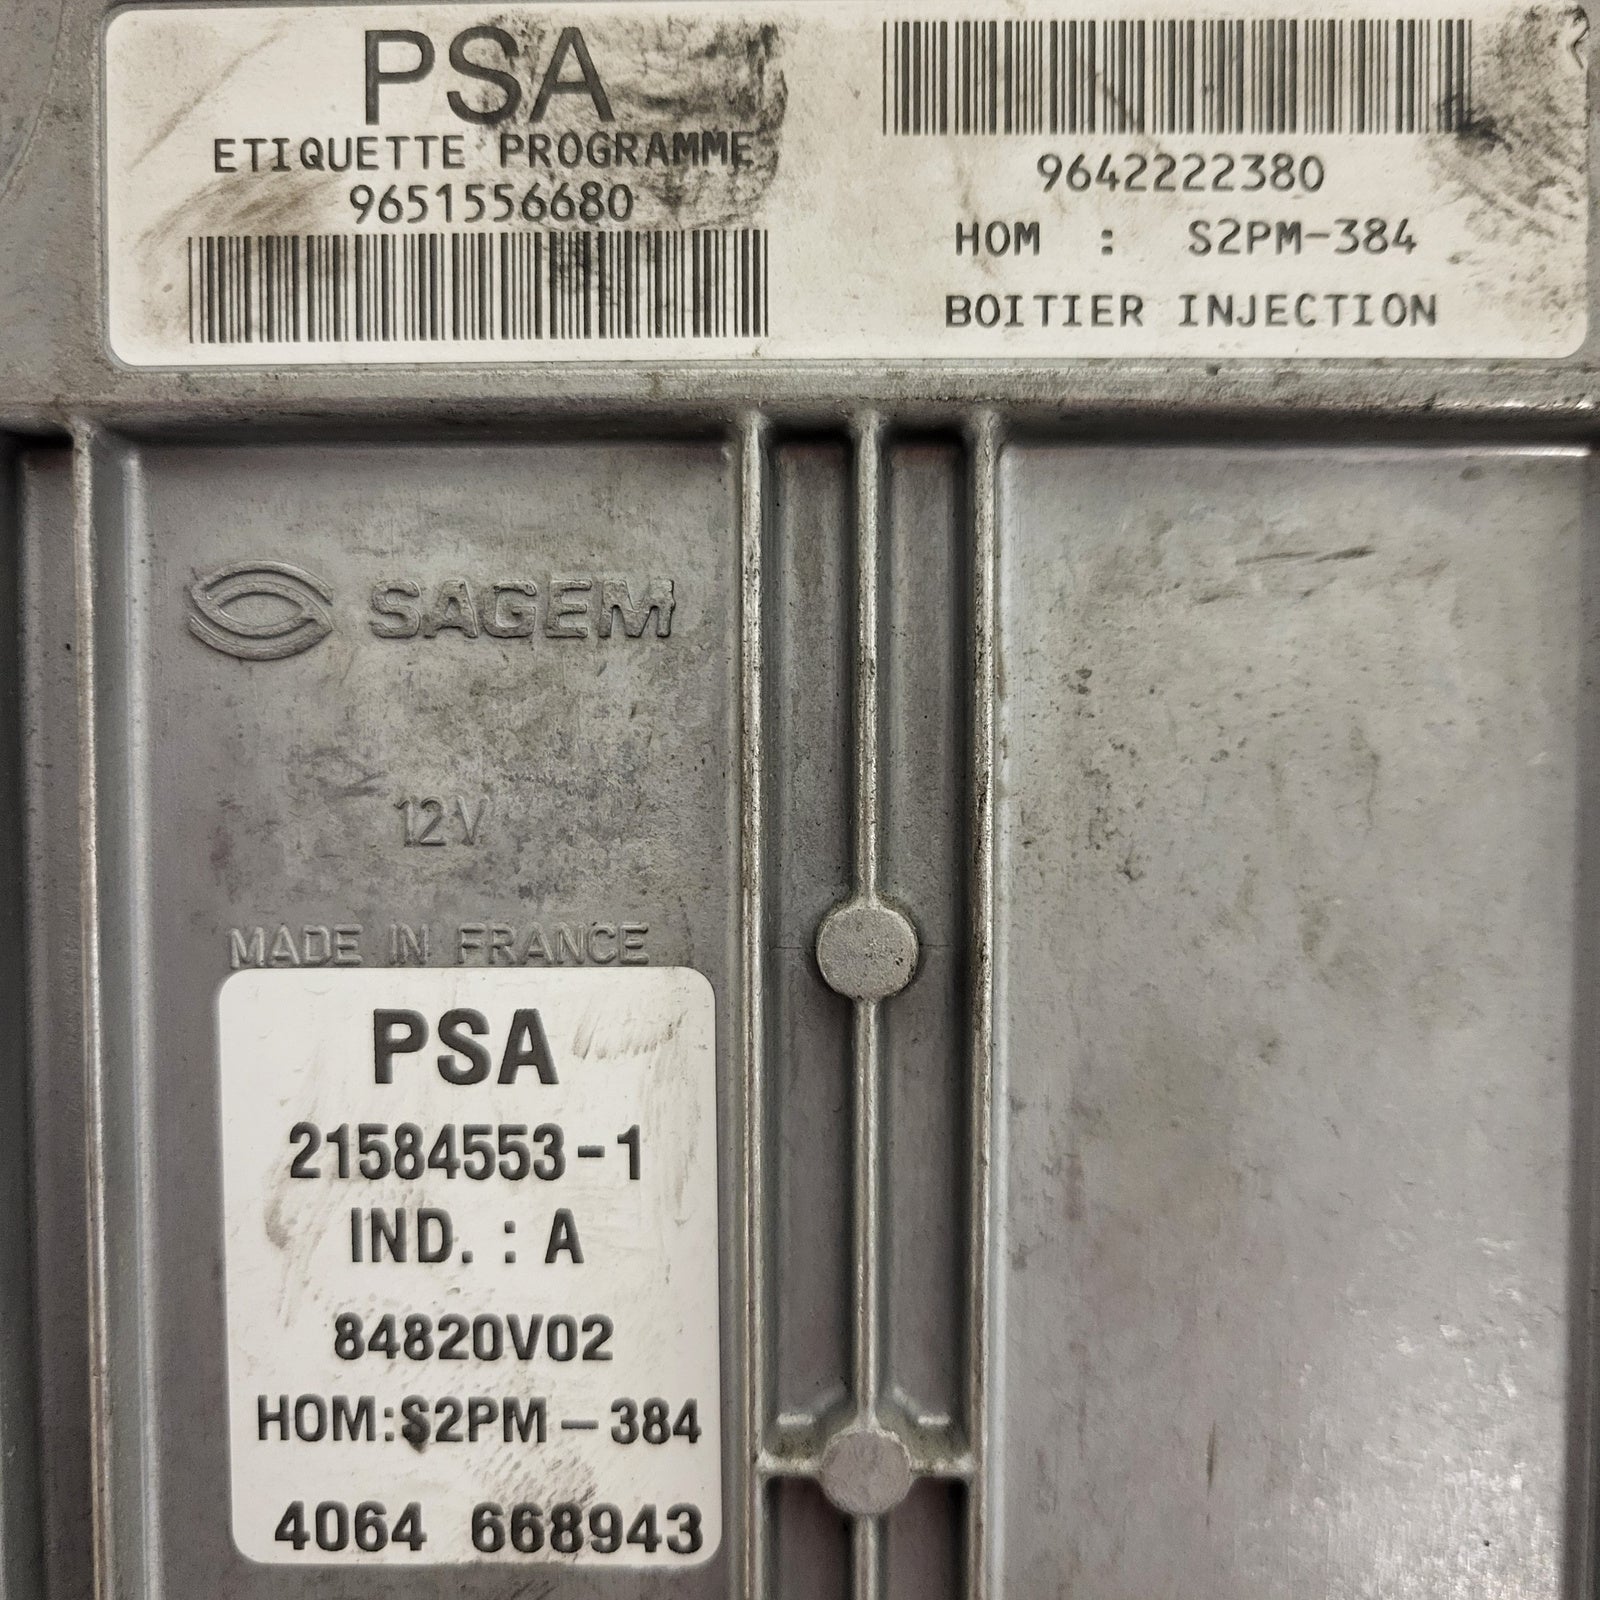 PSA
ETIQUETTE PROGRAMME
9651556680
9642222380
HOM : S2PM-384
BOITIER INJECTION
SAGEM
12V
MADE IN FRANCE
PSA
21584553-1
IND. : A
84820V02
HOM:S2PM-384
4064 668943